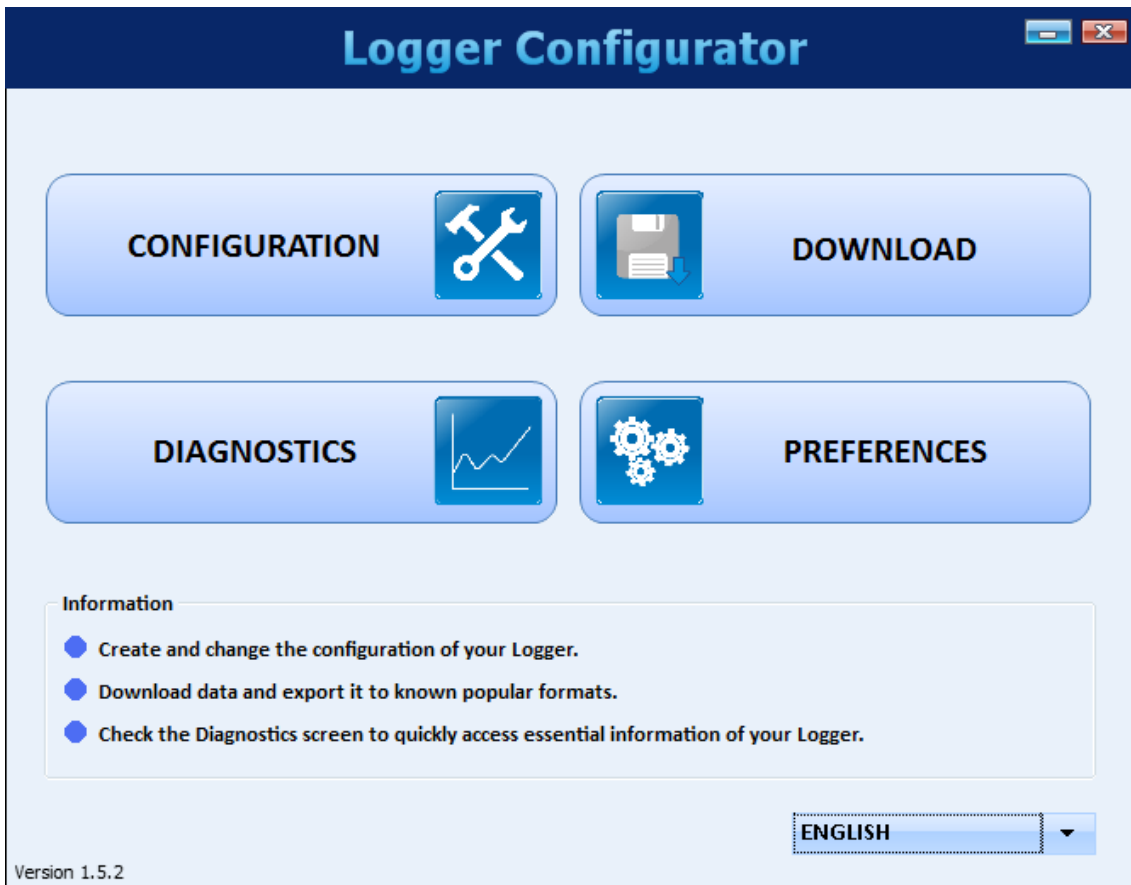 Logger Configurator
CONFIGURATION
DOWNLOAD
DIAGNOSTICS
PREFERENCES
Information
Create and change the configuration of your Logger.
Download data and export it to known popular formats.
Check the Diagnostics screen to quickly access essential information of your Logger.
ENGLISH
Version 1.5.2